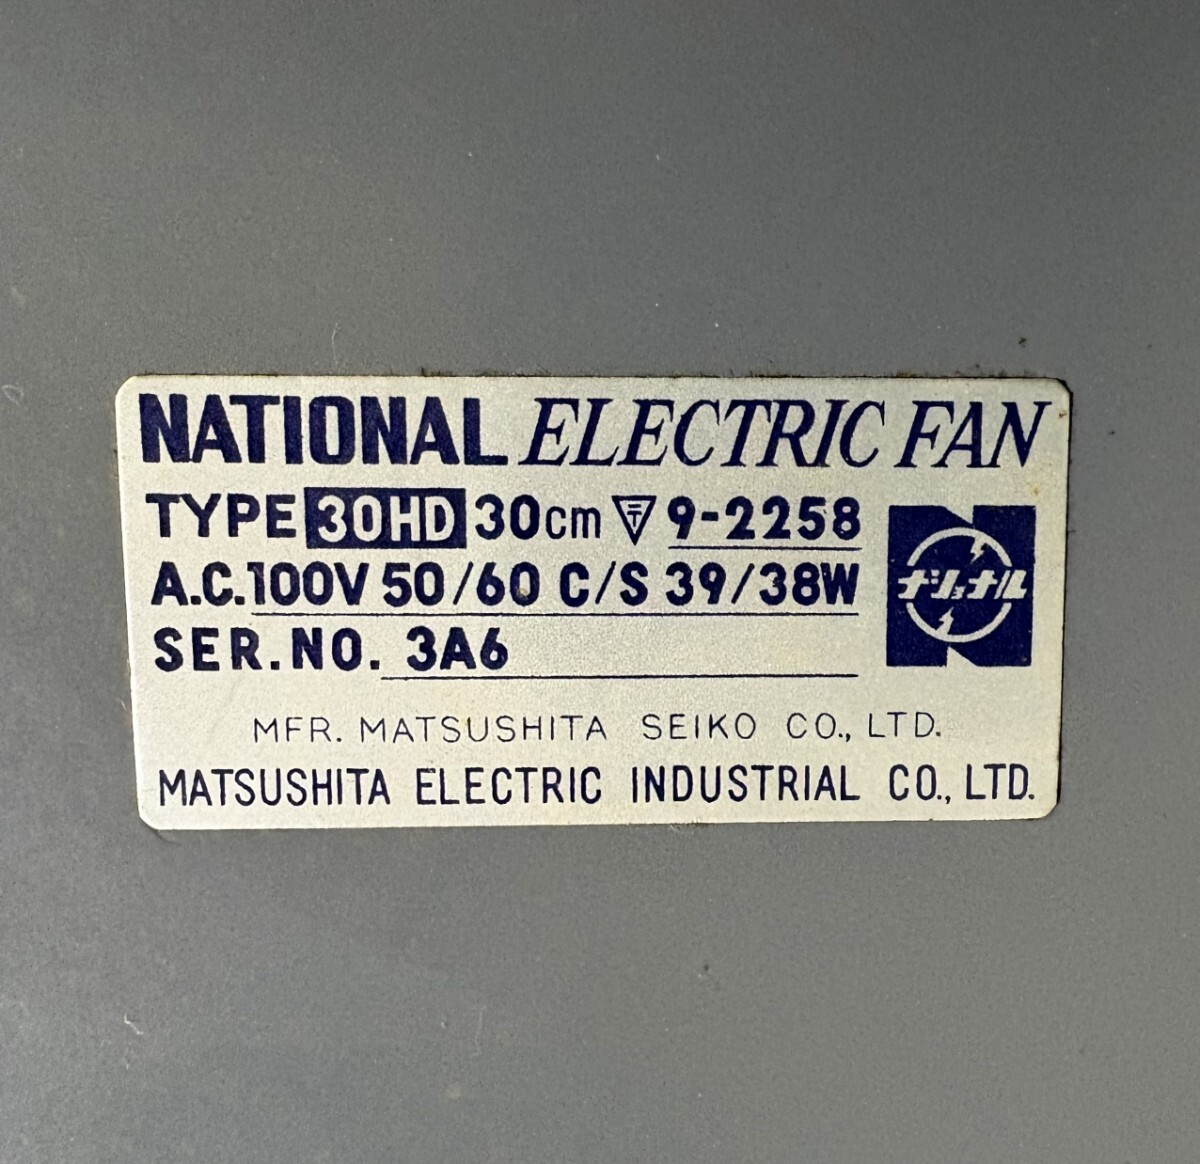 NATIONAL ELECTRIC FAN
TYPE 30HD 30cm 〒 9-2258
A.C. 100V 50/60 C/S 39/38W
SER.NO. 3A6
ナショナル
MFR. MATSUSHITA SEIKO CO., LTD.
MATSUSHITA ELECTRIC INDUSTRIAL CO., LTD.